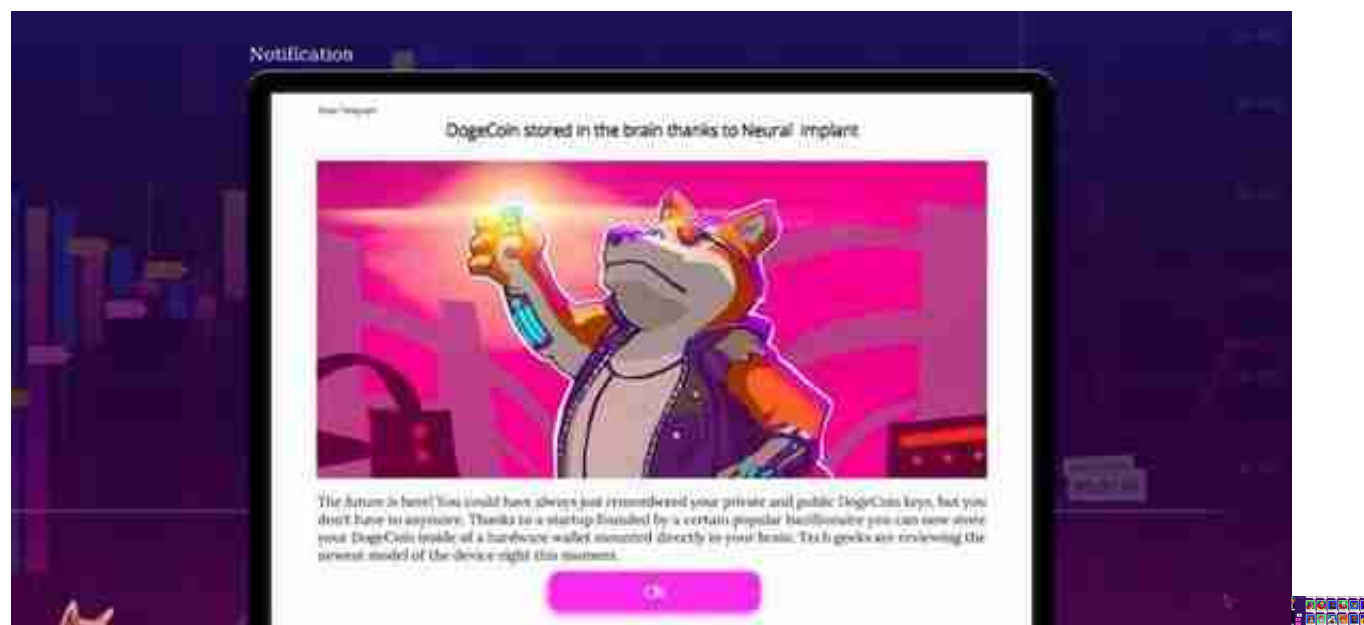 Notification
DogeCoin stored in the brain thanks to Neural Implant
The future is here! You could have always just remembered your private and public DogeCoin keys, but you
don't have to anymore. Thanks to a startup founded by a certain popular bazillionaire you can now store
your DogeCoin inside of a hardware wallet mounted directly in your brain. Tech geeks are reviewing the
newest model of the device right this moment.
Ok